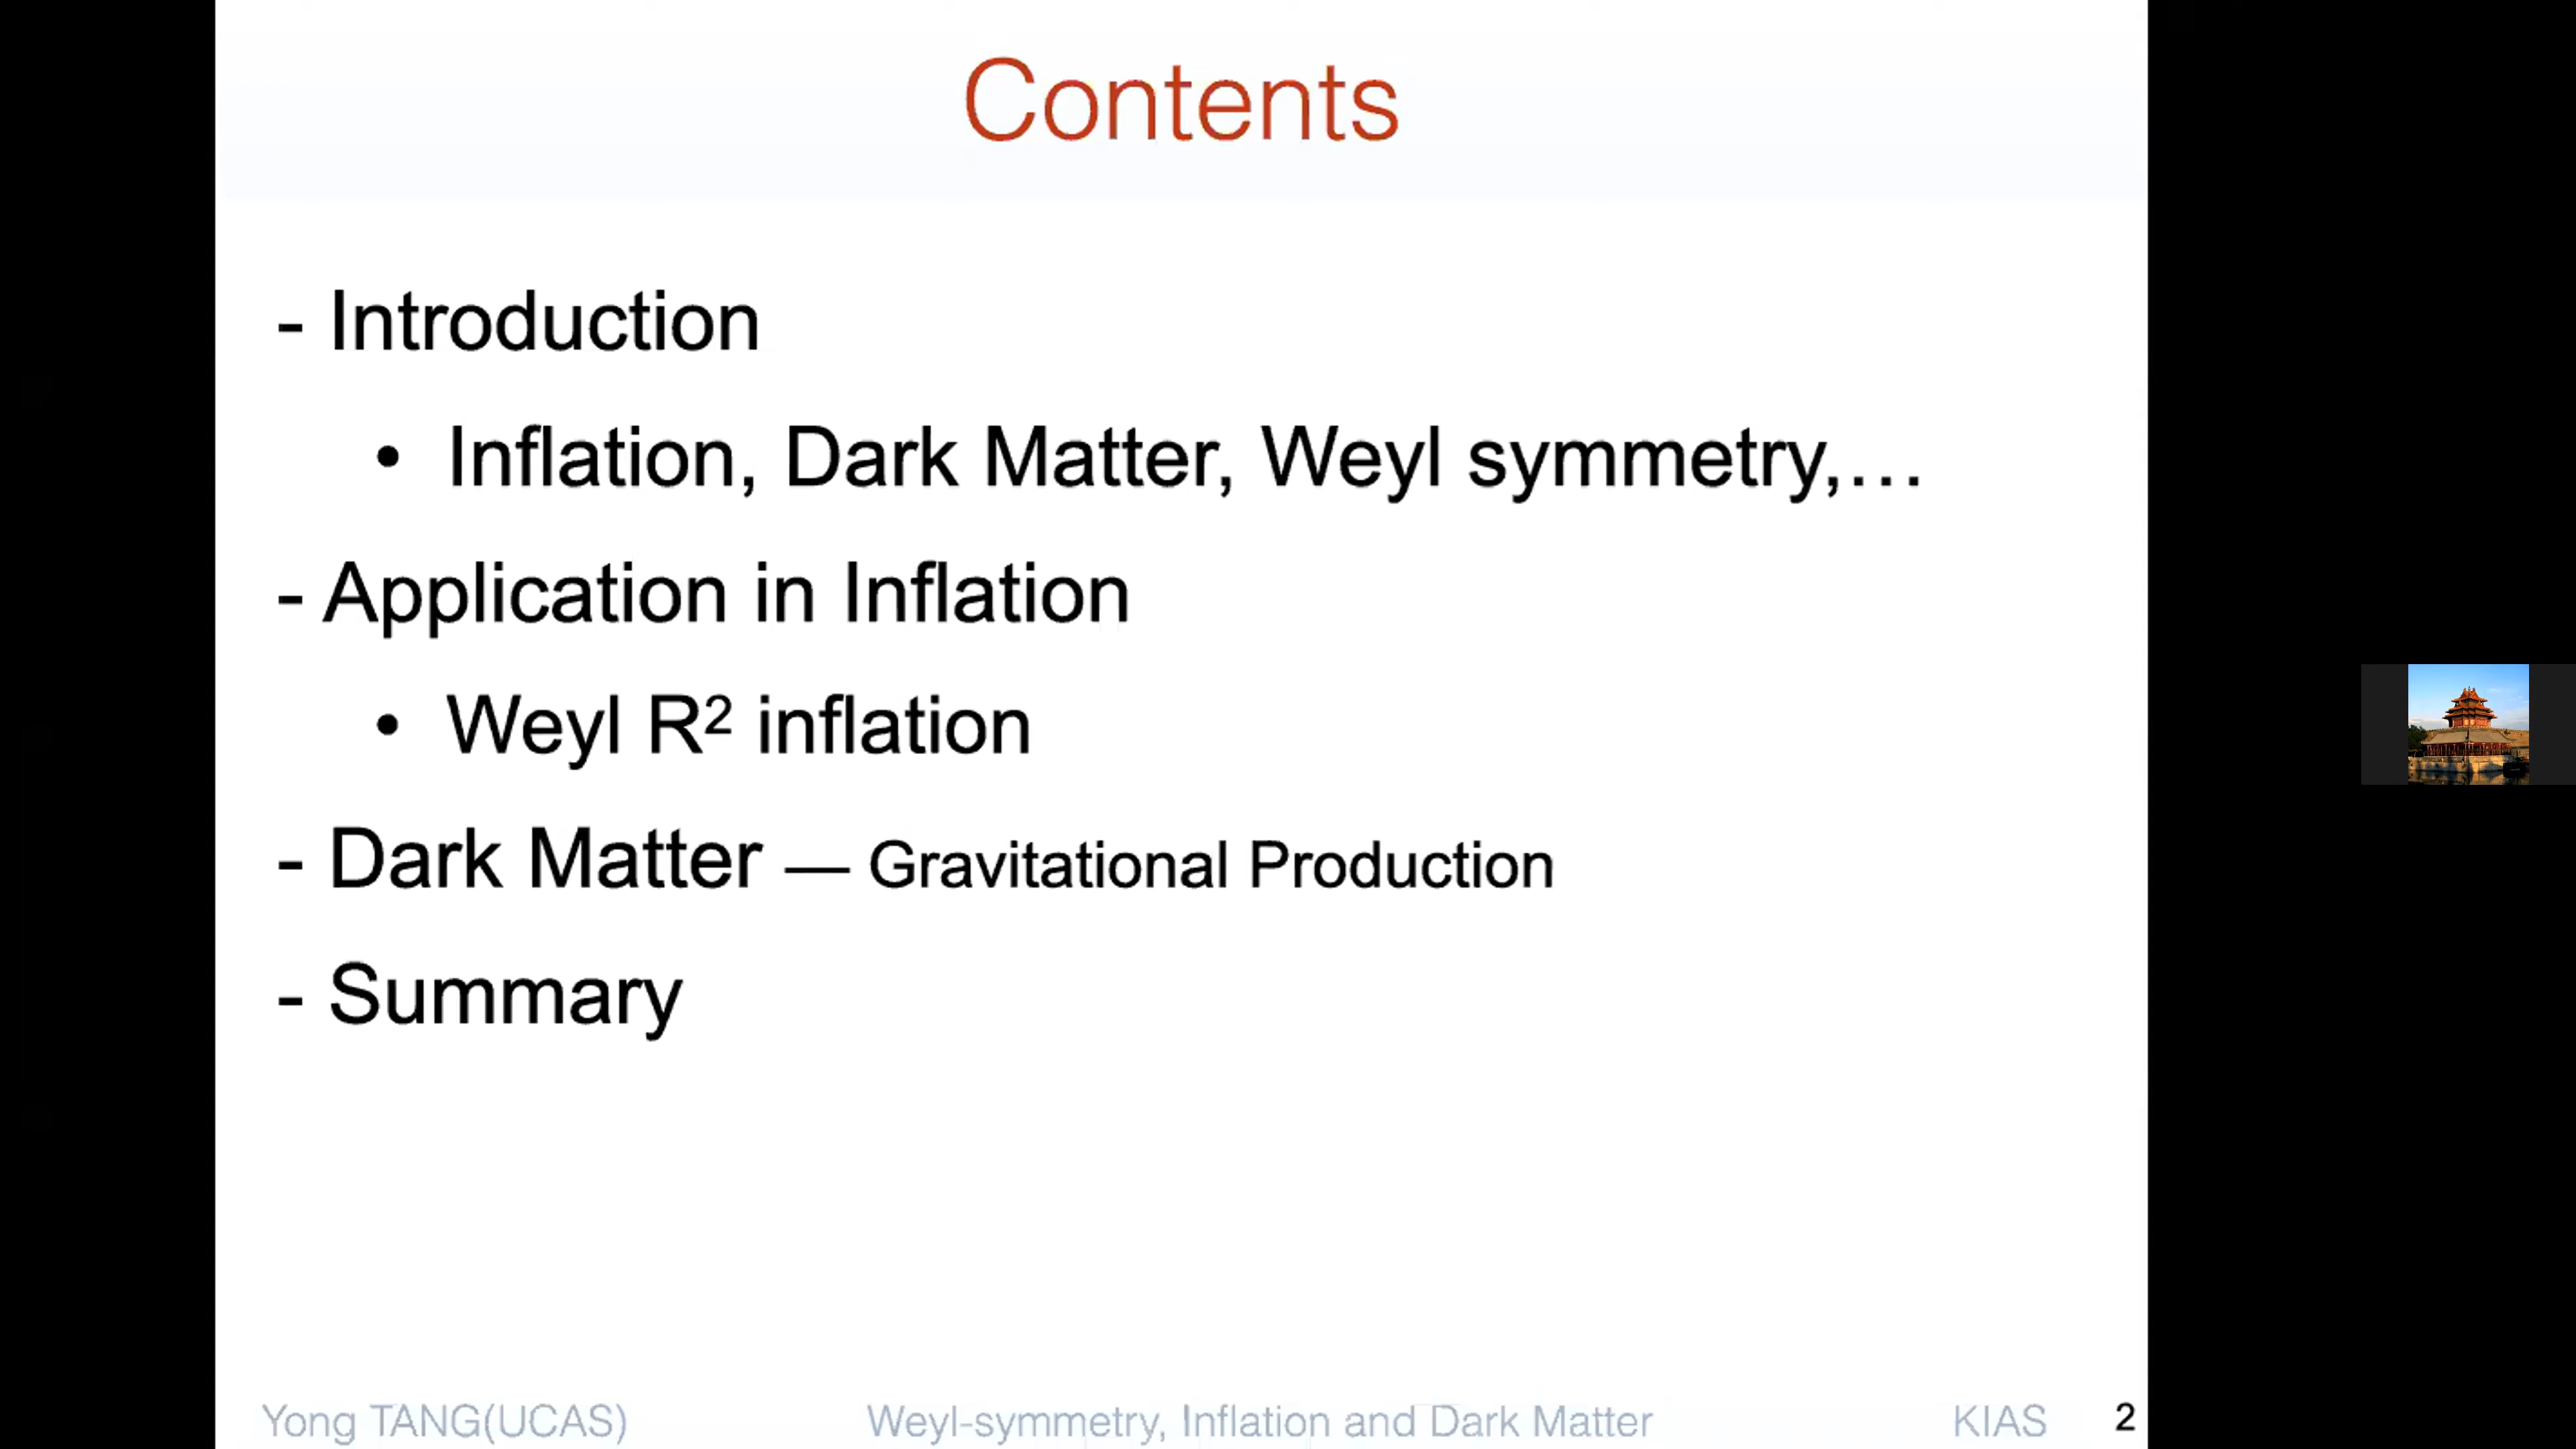 Contents
- Introduction
• Inflation, Dark Matter, Weyl symmetry,…
- Application in Inflation
• Weyl R² inflation
- Dark Matter — Gravitational Production
- Summary
Yong TANG(UCAS) Weyl-symmetry, Inflation and Dark Matter KIAS 2